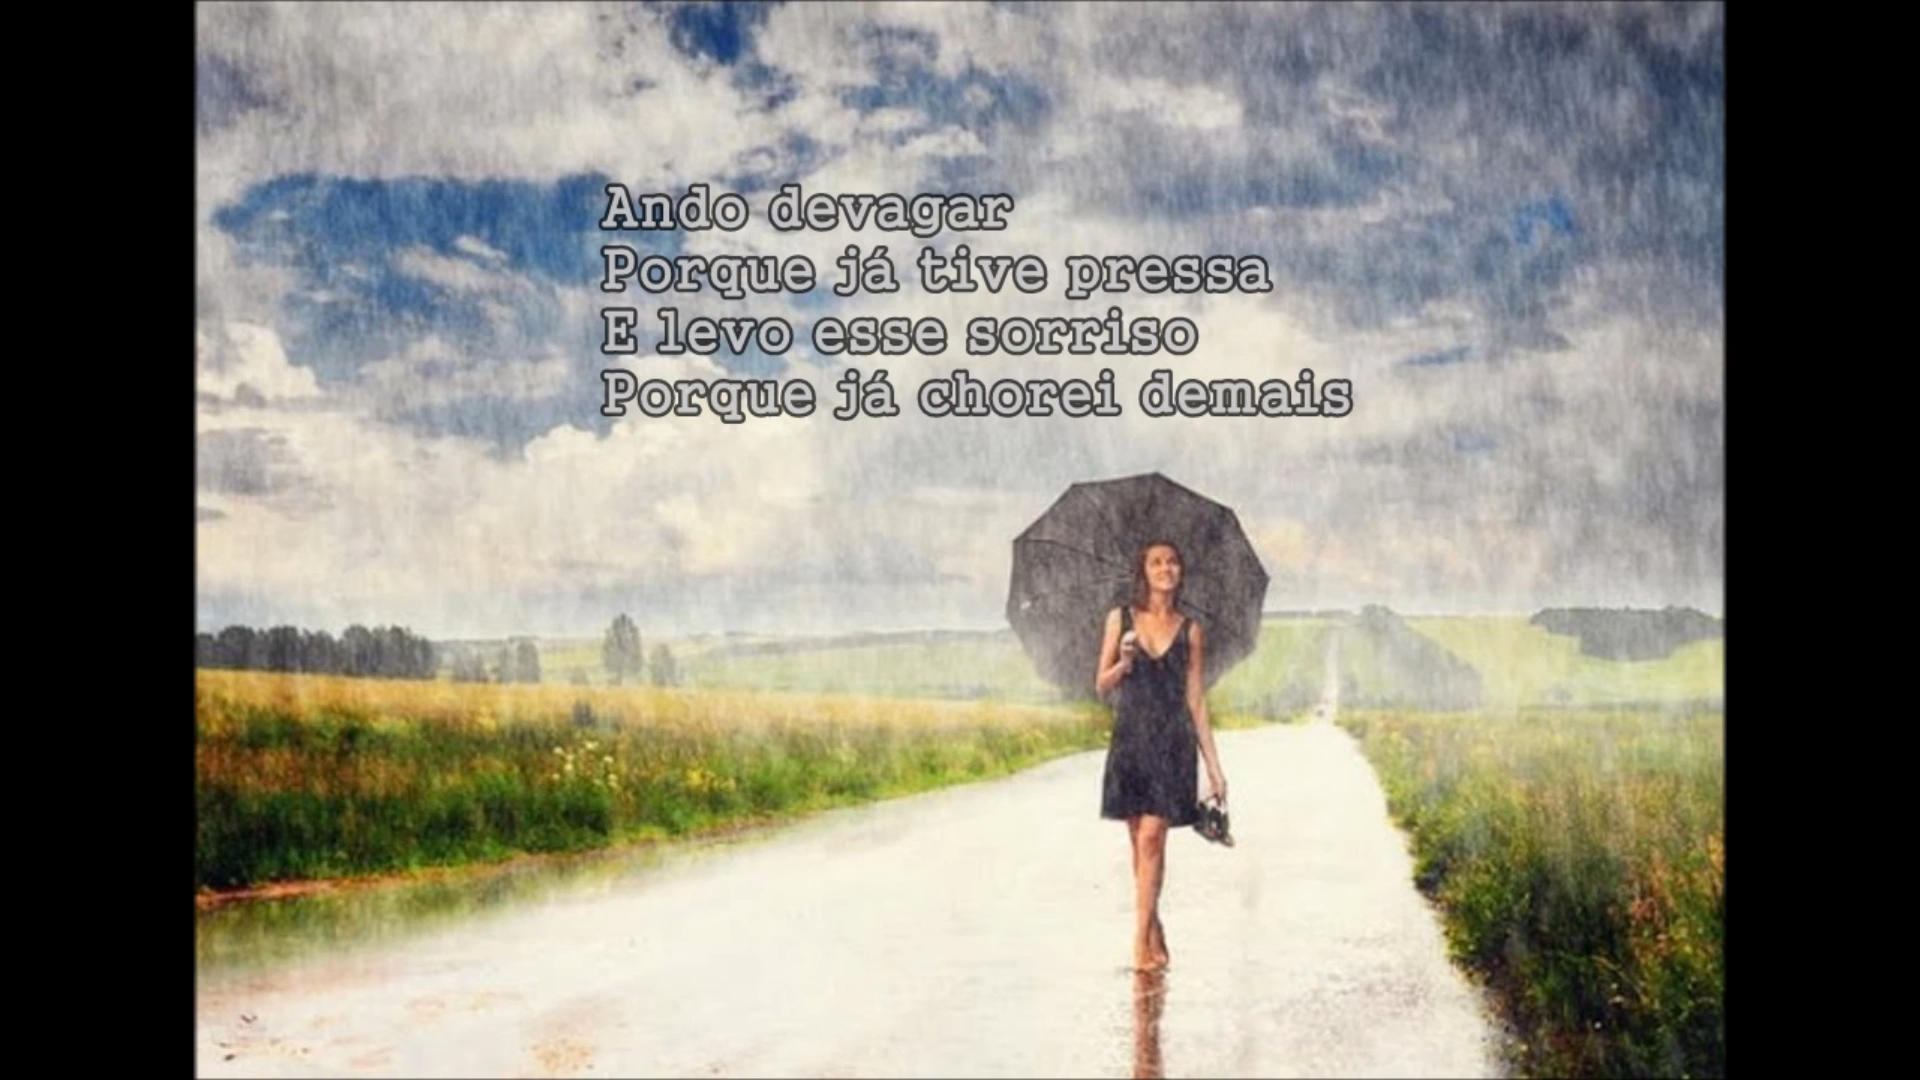 Ando devagar
Porque já tive pressa
E levo esse sorriso
Porque já chorei demais